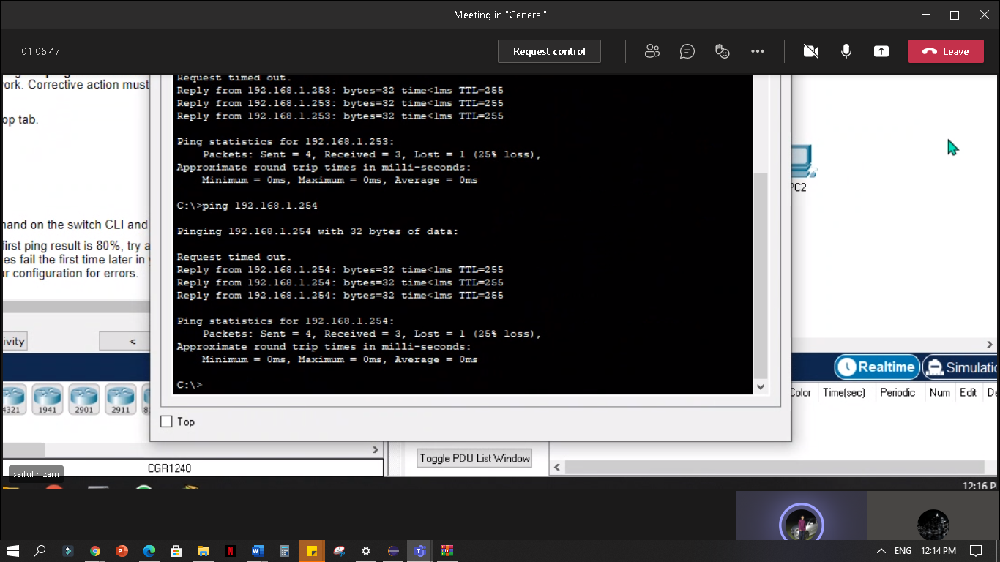 Meeting in "General"
01:06:47
Request control
Leave
ork. Corrective action must
op tab.
hand on the switch CLI and
first ping result is 80%, try a
es fail the first time later in
r configuration for errors.
Request timed out.
Reply from 192.168.1.253: bytes=32 time<1ms TTL=255
Reply from 192.168.1.253: bytes=32 time<1ms TTL=255
Reply from 192.168.1.253: bytes=32 time<1ms TTL=255
Ping statistics for 192.168.1.253:
Packets: Sent = 4, Received = 3, Lost = 1 (25% loss),
Approximate round trip times in milli-seconds:
Minimum = 0ms, Maximum = 0ms, Average = 0ms
C:\>ping 192.168.1.254
Pinging 192.168.1.254 with 32 bytes of data:
Request timed out.
Reply from 192.168.1.254: bytes=32 time<1ms TTL=255
Reply from 192.168.1.254: bytes=32 time<1ms TTL=255
Reply from 192.168.1.254: bytes=32 time<1ms TTL=255
Ping statistics for 192.168.1.254:
Packets: Sent = 4, Received = 3, Lost = 1 (25% loss),
Approximate round trip times in milli-seconds:
Minimum = 0ms, Maximum = 0ms, Average = 0ms
C:\>
PC2
ivity
<
Realtime
Simulatio
4321 1941 2901 2911
Color Time(sec) Periodic Num Edit De
Top
Toggle PDU List Window
CGR1240
saiful nizam
12:16 P
ENG 12:14 PM